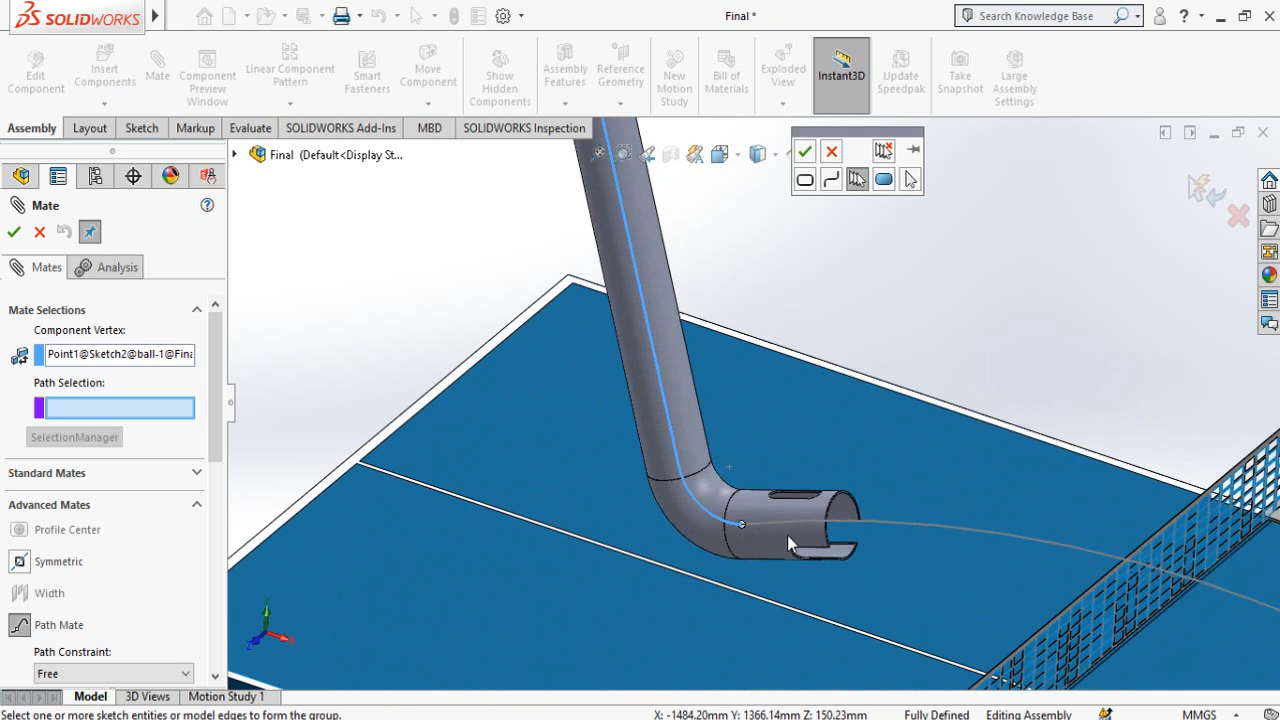 SOLIDWORKS
Final *
Search Knowledge Base
Edit Component
Insert Components
Mate
Component Preview Window
Linear Component Pattern
Smart Fasteners
Move Component
Show Hidden Components
Assembly Features
Reference Geometry
New Motion Study
Bill of Materials
Exploded View
Instant3D
Update Speedpak
Take Snapshot
Large Assembly Settings
Assembly
Layout
Sketch
Markup
Evaluate
SOLIDWORKS Add-Ins
MBD
SOLIDWORKS Inspection
Final (Default<Display St...
Mate
Mates
Analysis
Mate Selections
Component Vertex:
Point1@Sketch2@ball-1@Fina
Path Selection:
SelectionManager
Standard Mates
Advanced Mates
Profile Center
Symmetric
Width
Path Mate
Path Constraint:
Free
Model
3D Views
Motion Study 1
Select one or more sketch entities or model edges to form the group.
X: -1484.20mm Y: 1366.14mm Z: 150.23mm
Fully Defined
Editing Assembly
MMGS